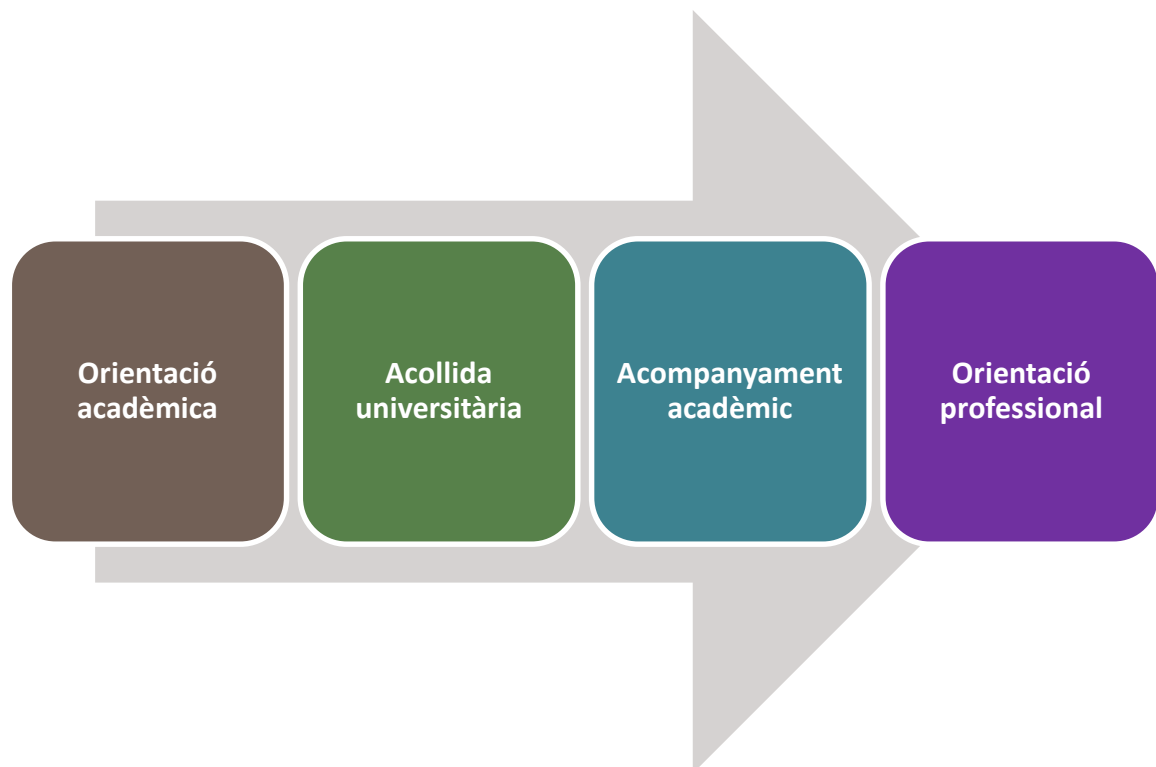 Orientació
acadèmica
Acollida
universitària
Acompanyament
acadèmic
Orientació
professional